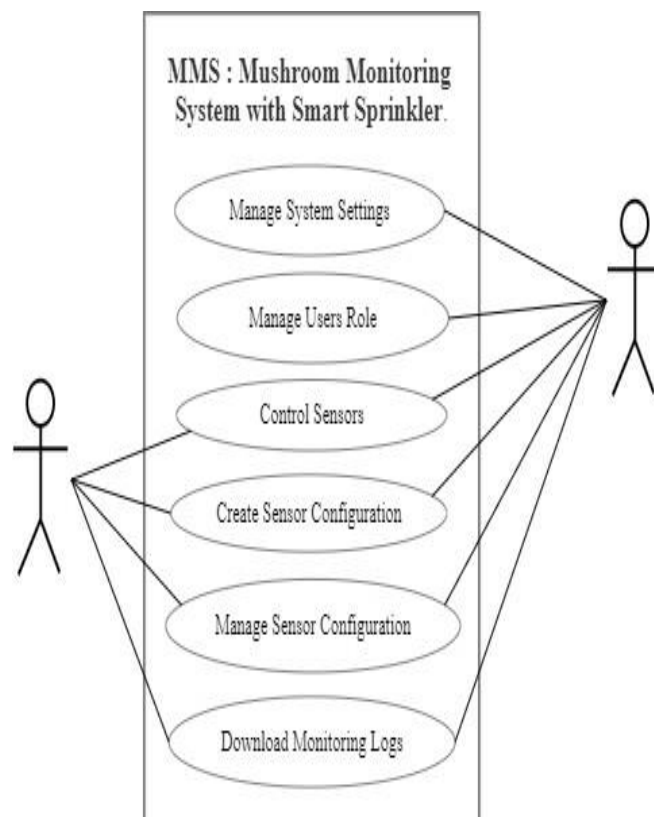 MMS : Mushroom Monitoring
System with Smart Sprinkler.
Manage System Settings
Manage Users Role
Control Sensors
Create Sensor Configuration
Manage Sensor Configuration
Download Monitoring Logs